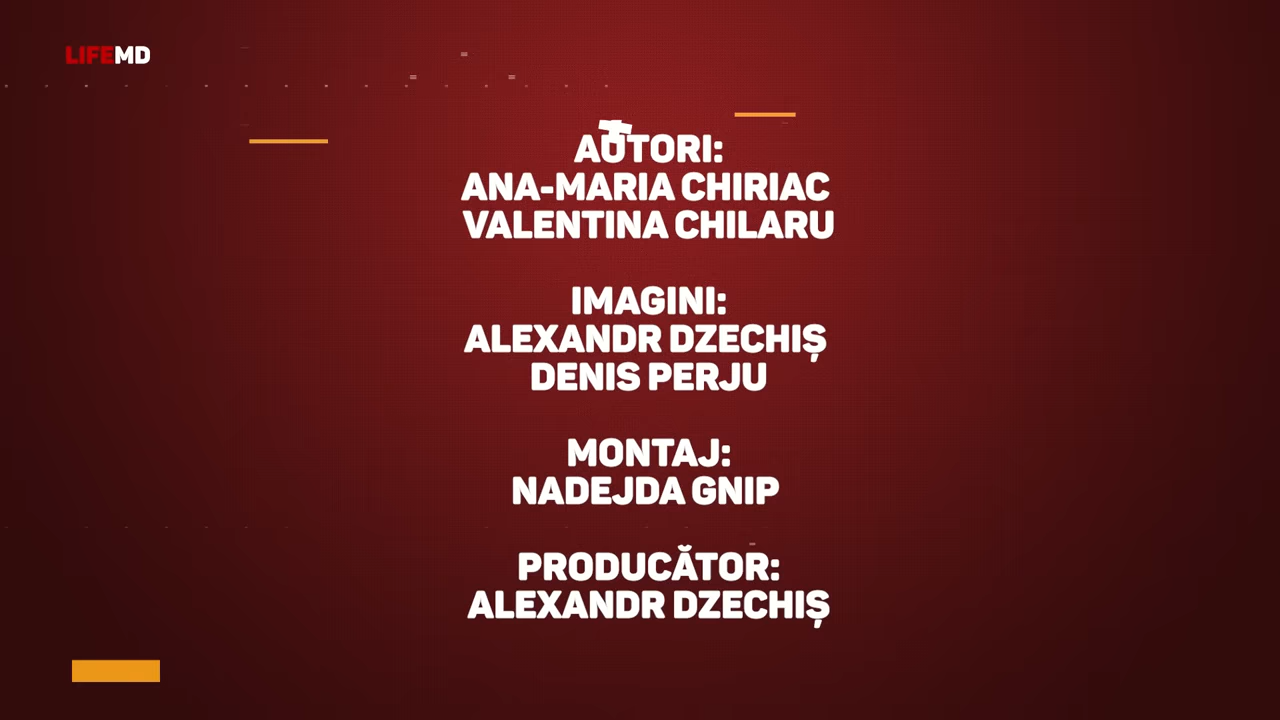 LIFEMD
AUTORI:
ANA-MARIA CHIRIAC
VALENTINA CHILARU
IMAGINI:
ALEXANDR DZECHIȘ
DENIS PERJU
MONTAJ:
NADEJDA GNIP
PRODUCĂTOR:
ALEXANDR DZECHIȘ